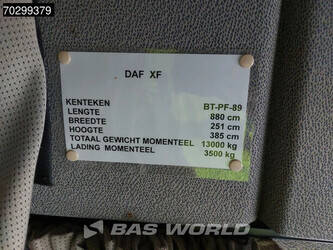 70299379
DAF XF
KENTEKEN BT-PF-89
LENGTE 880 cm
BREEDTE 251 cm
HOOGTE 385 cm
TOTAAL GEWICHT MOMENTEEL 13000 kg
LADING MOMENTEEL 3500 kg
BAS WORLD